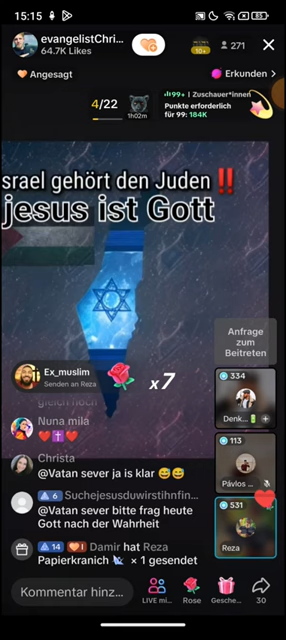 15:15
85
evangelistChri...
64.7K Likes
10+
271
Angesagt
Erkunden >
4/22
1h02m
99+ | Zuschauer*innen
Punkte erforderlich
für 99: 184K
srael gehört den Juden ‼️
jesus ist Gott
Anfrage
zum
Beitreten
334
Denk...
113
Pávlos ...
531
Reza
Ex_muslim
Senden an Reza
x7
gleich noch
Nuna mila
❤️✝️❤️
Christa
@Vatan sever ja is klar 😅😅
6 Suchejesusduwirstihnfin...
@Vatan sever bitte frag heute
Gott nach der Wahrheit
14 I Damir hat Reza
Papierkranich × 1 gesendet
Kommentar hinz...
LIVE mi...
Rose
Gesche...
30